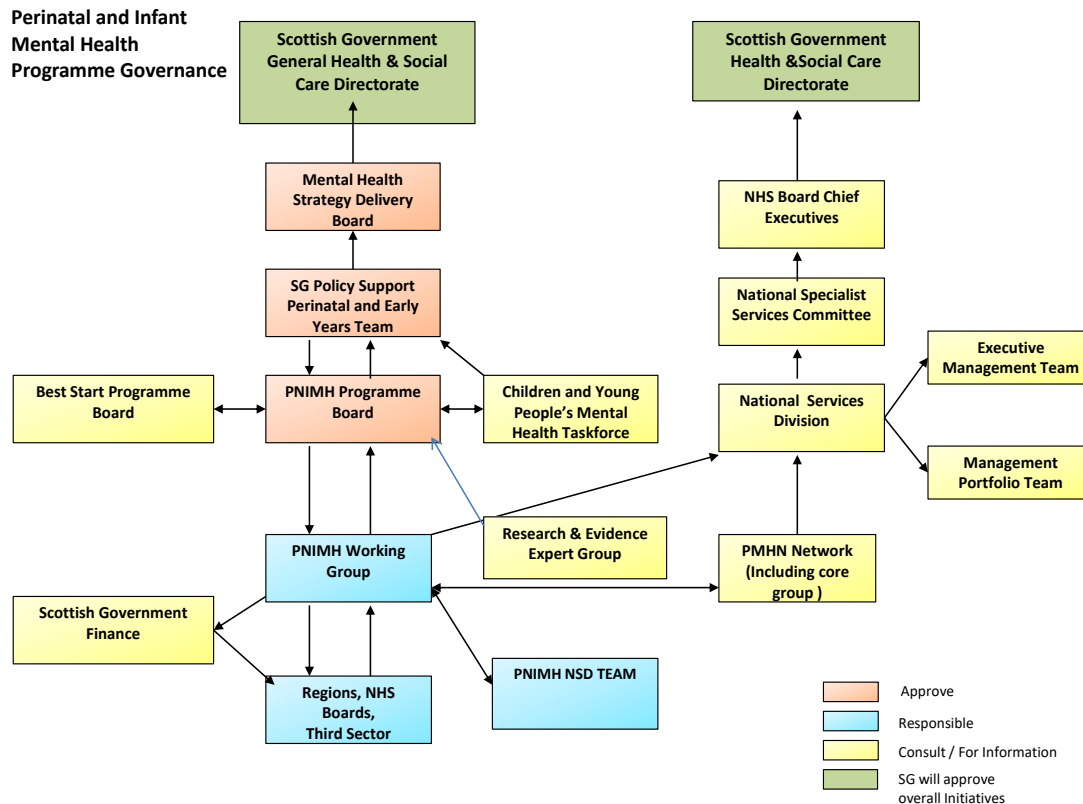 Perinatal and Infant
Mental Health
Programme Governance
Scottish Government
General Health & Social
Care Directorate
Scottish Government
Health &Social Care
Directorate
Mental Health
Strategy Delivery
Board
NHS Board Chief
Executives
SG Policy Support
Perinatal and Early
Years Team
National Specialist
Services Committee
Best Start Programme
Board
PNIMH Programme
Board
Children and Young
People's Mental
Health Taskforce
National Services
Division
Executive
Management Team
Management
Portfolio Team
PNIMH Working
Group
Research & Evidence
Expert Group
PMHN Network
(Including core
group )
Scottish Government
Finance
Regions, NHS
Boards,
Third Sector
PNIMH NSD TEAM
Approve
Responsible
Consult / For Information
SG will approve
overall Initiatives